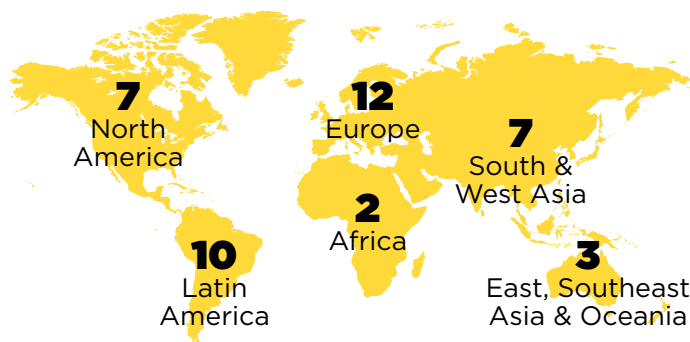 7
North
America
12
Europe
7
South &
West Asia
2
Africa
10
Latin
America
3
East, Southeast
Asia & Oceania